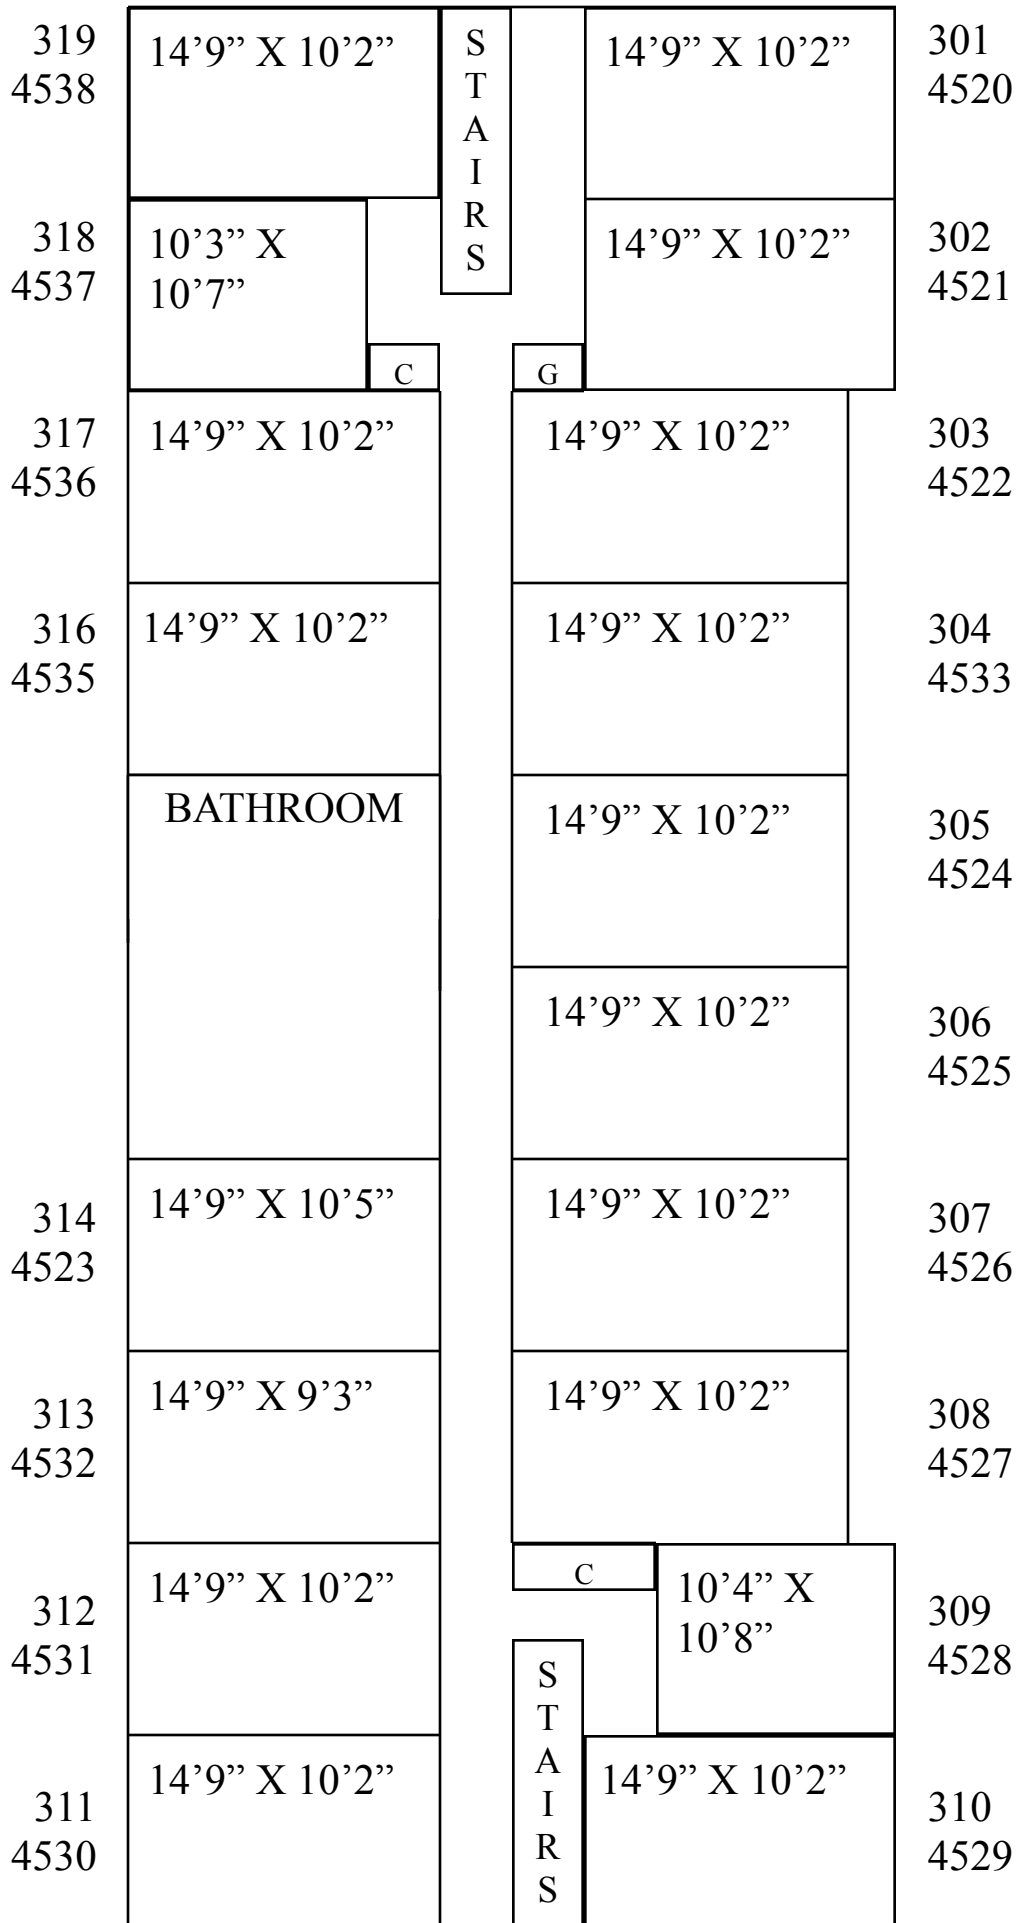 319
4538
14’9” X 10’2”
S
T
A
I
R
S
14’9” X 10’2”
301
4520
318
4537
10’3” X
10’7”
14’9” X 10’2”
302
4521
C
G
317
4536
14’9” X 10’2”
14’9” X 10’2”
303
4522
316
4535
14’9” X 10’2”
14’9” X 10’2”
304
4533
BATHROOM
14’9” X 10’2”
305
4524
14’9” X 10’2”
306
4525
314
4523
14’9” X 10’5”
14’9” X 10’2”
307
4526
313
4532
14’9” X 9’3”
14’9” X 10’2”
308
4527
312
4531
14’9” X 10’2”
C
10’4” X
10’8”
309
4528
311
4530
14’9” X 10’2”
S
T
A
I
R
S
14’9” X 10’2”
310
4529